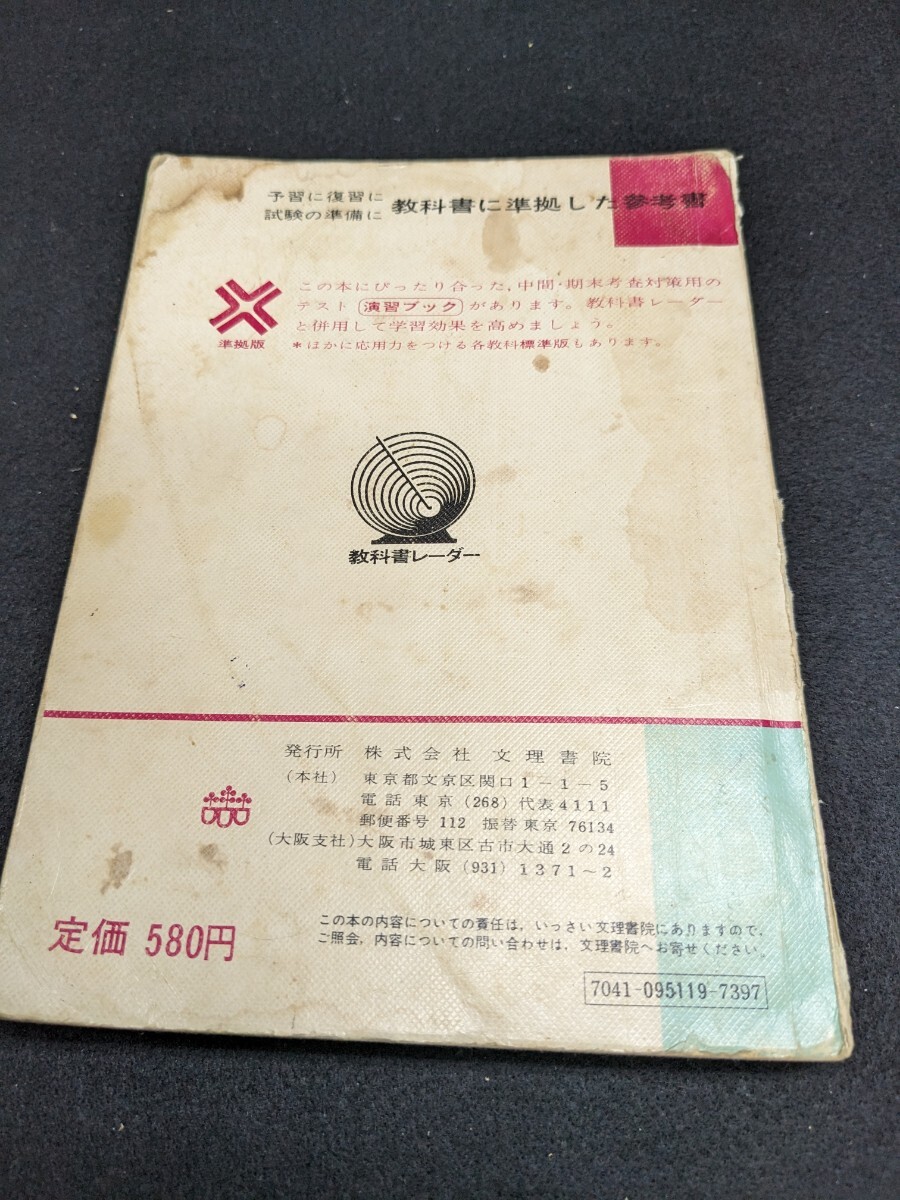 予習に復習に
試験の準備に
教科書に準拠した参考書
この本にぴったり合った,中間・期末考査対策用の
テスト 演習ブック があります。教科書レーダー
と併用して学習効果を高めましょう。
*ほかに応用力をつける各教科標準版もあります。
準拠版
教科書レーダー
発行所 株式会社 文理書院
(本社) 東京都文京区関口1-1-5
電話 東京(268)代表4111
郵便番号 112 振替東京 76134
(大阪支社)大阪市城東区古市大通2の24
電話 大阪(931)1371~2
定価 580円
この本の内容についての責任は,いっさい文理書院にありますので,
ご照会,内容についての問い合わせは,文理書院へお寄せください。
7041-095119-7397